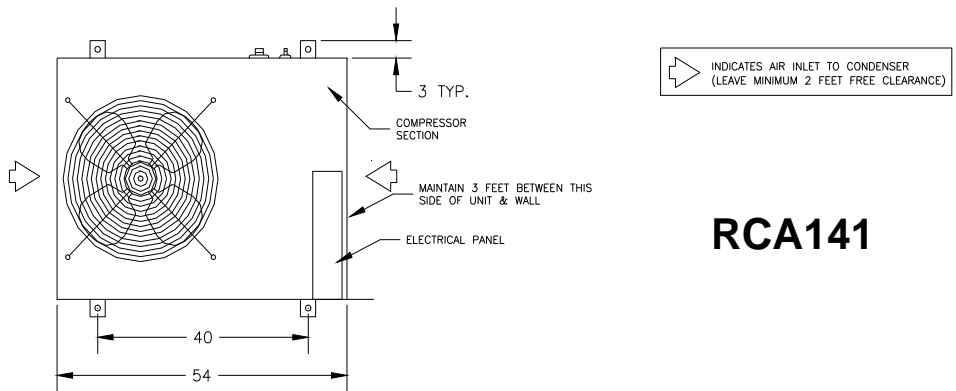 3 TYP.
COMPRESSOR
SECTION
MAINTAIN 3 FEET BETWEEN THIS
SIDE OF UNIT & WALL
ELECTRICAL PANEL
40
54
INDICATES AIR INLET TO CONDENSER
(LEAVE MINIMUM 2 FEET FREE CLEARANCE)
RCA141